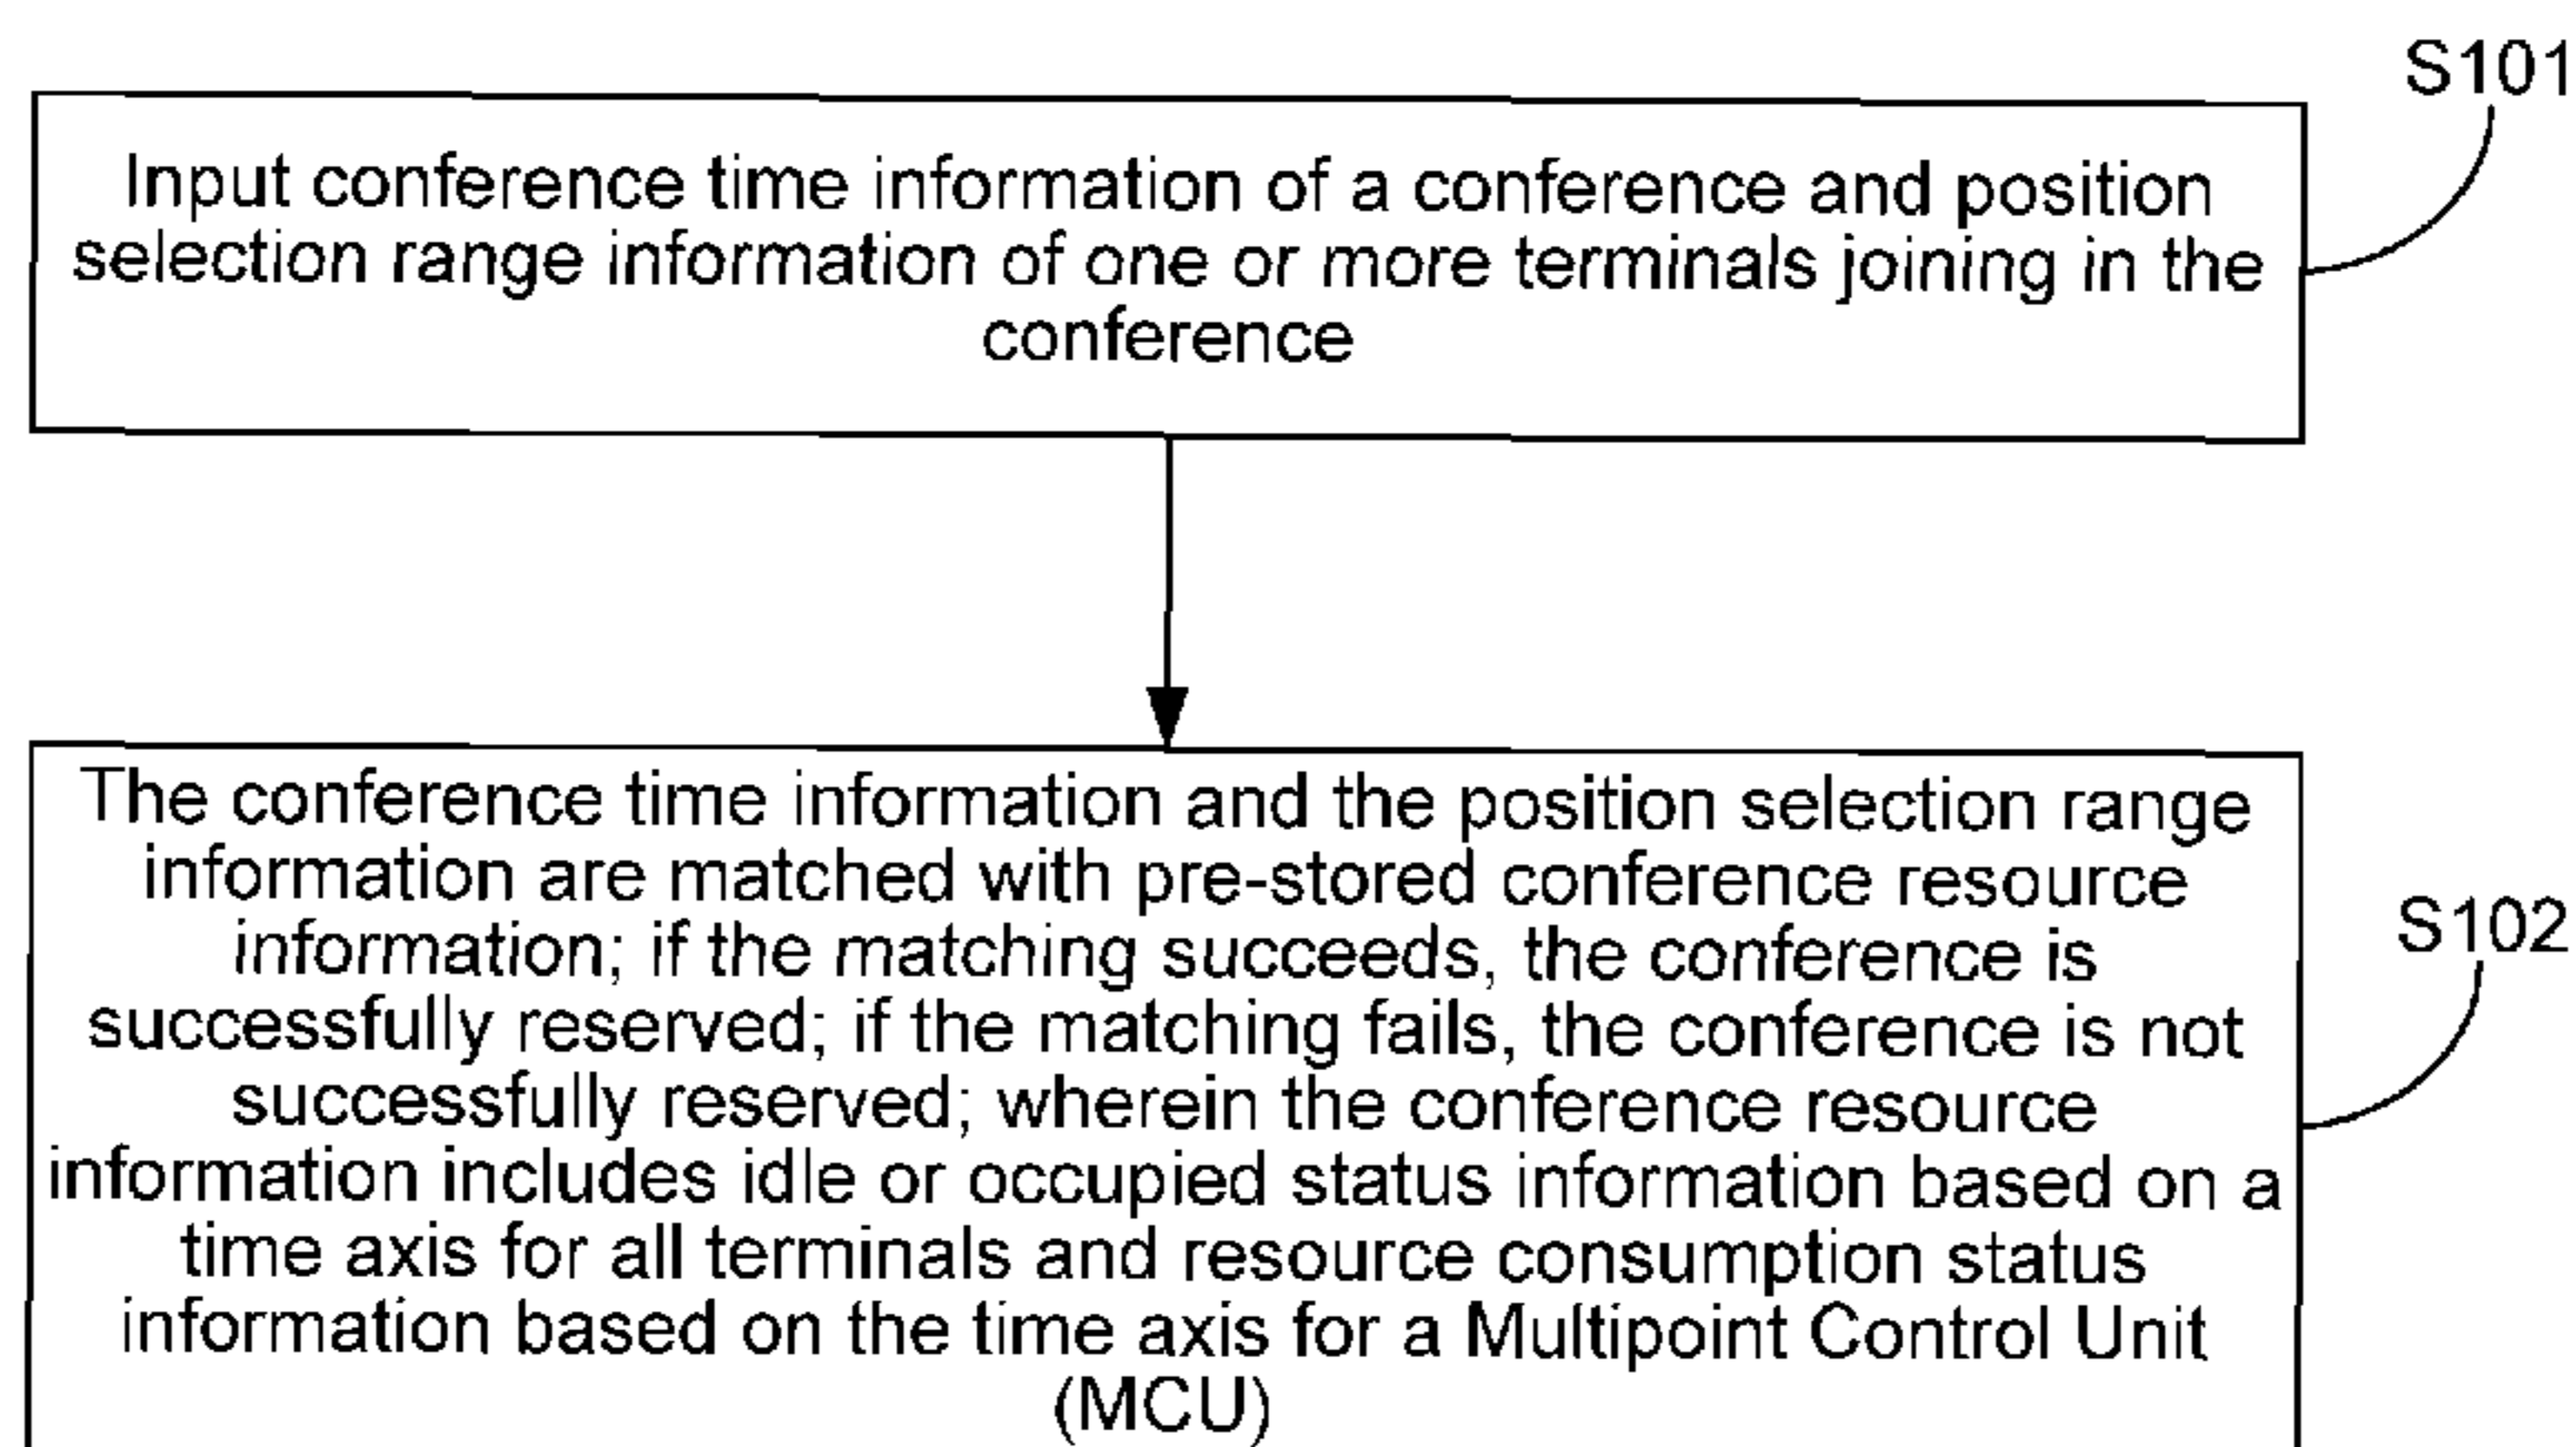 S101
Input conference time information of a conference and position
selection range information of one or more terminals joining in the
conference
The conference time information and the position selection range
information are matched with pre-stored conference resource
information; if the matching succeeds, the conference is
successfully reserved; if the matching fails, the conference is not
successfully reserved; wherein the conference resource
information includes idle or occupied status information based on a
time axis for all terminals and resource consumption status
information based on the time axis for a Multipoint Control Unit
(MCU)
S102